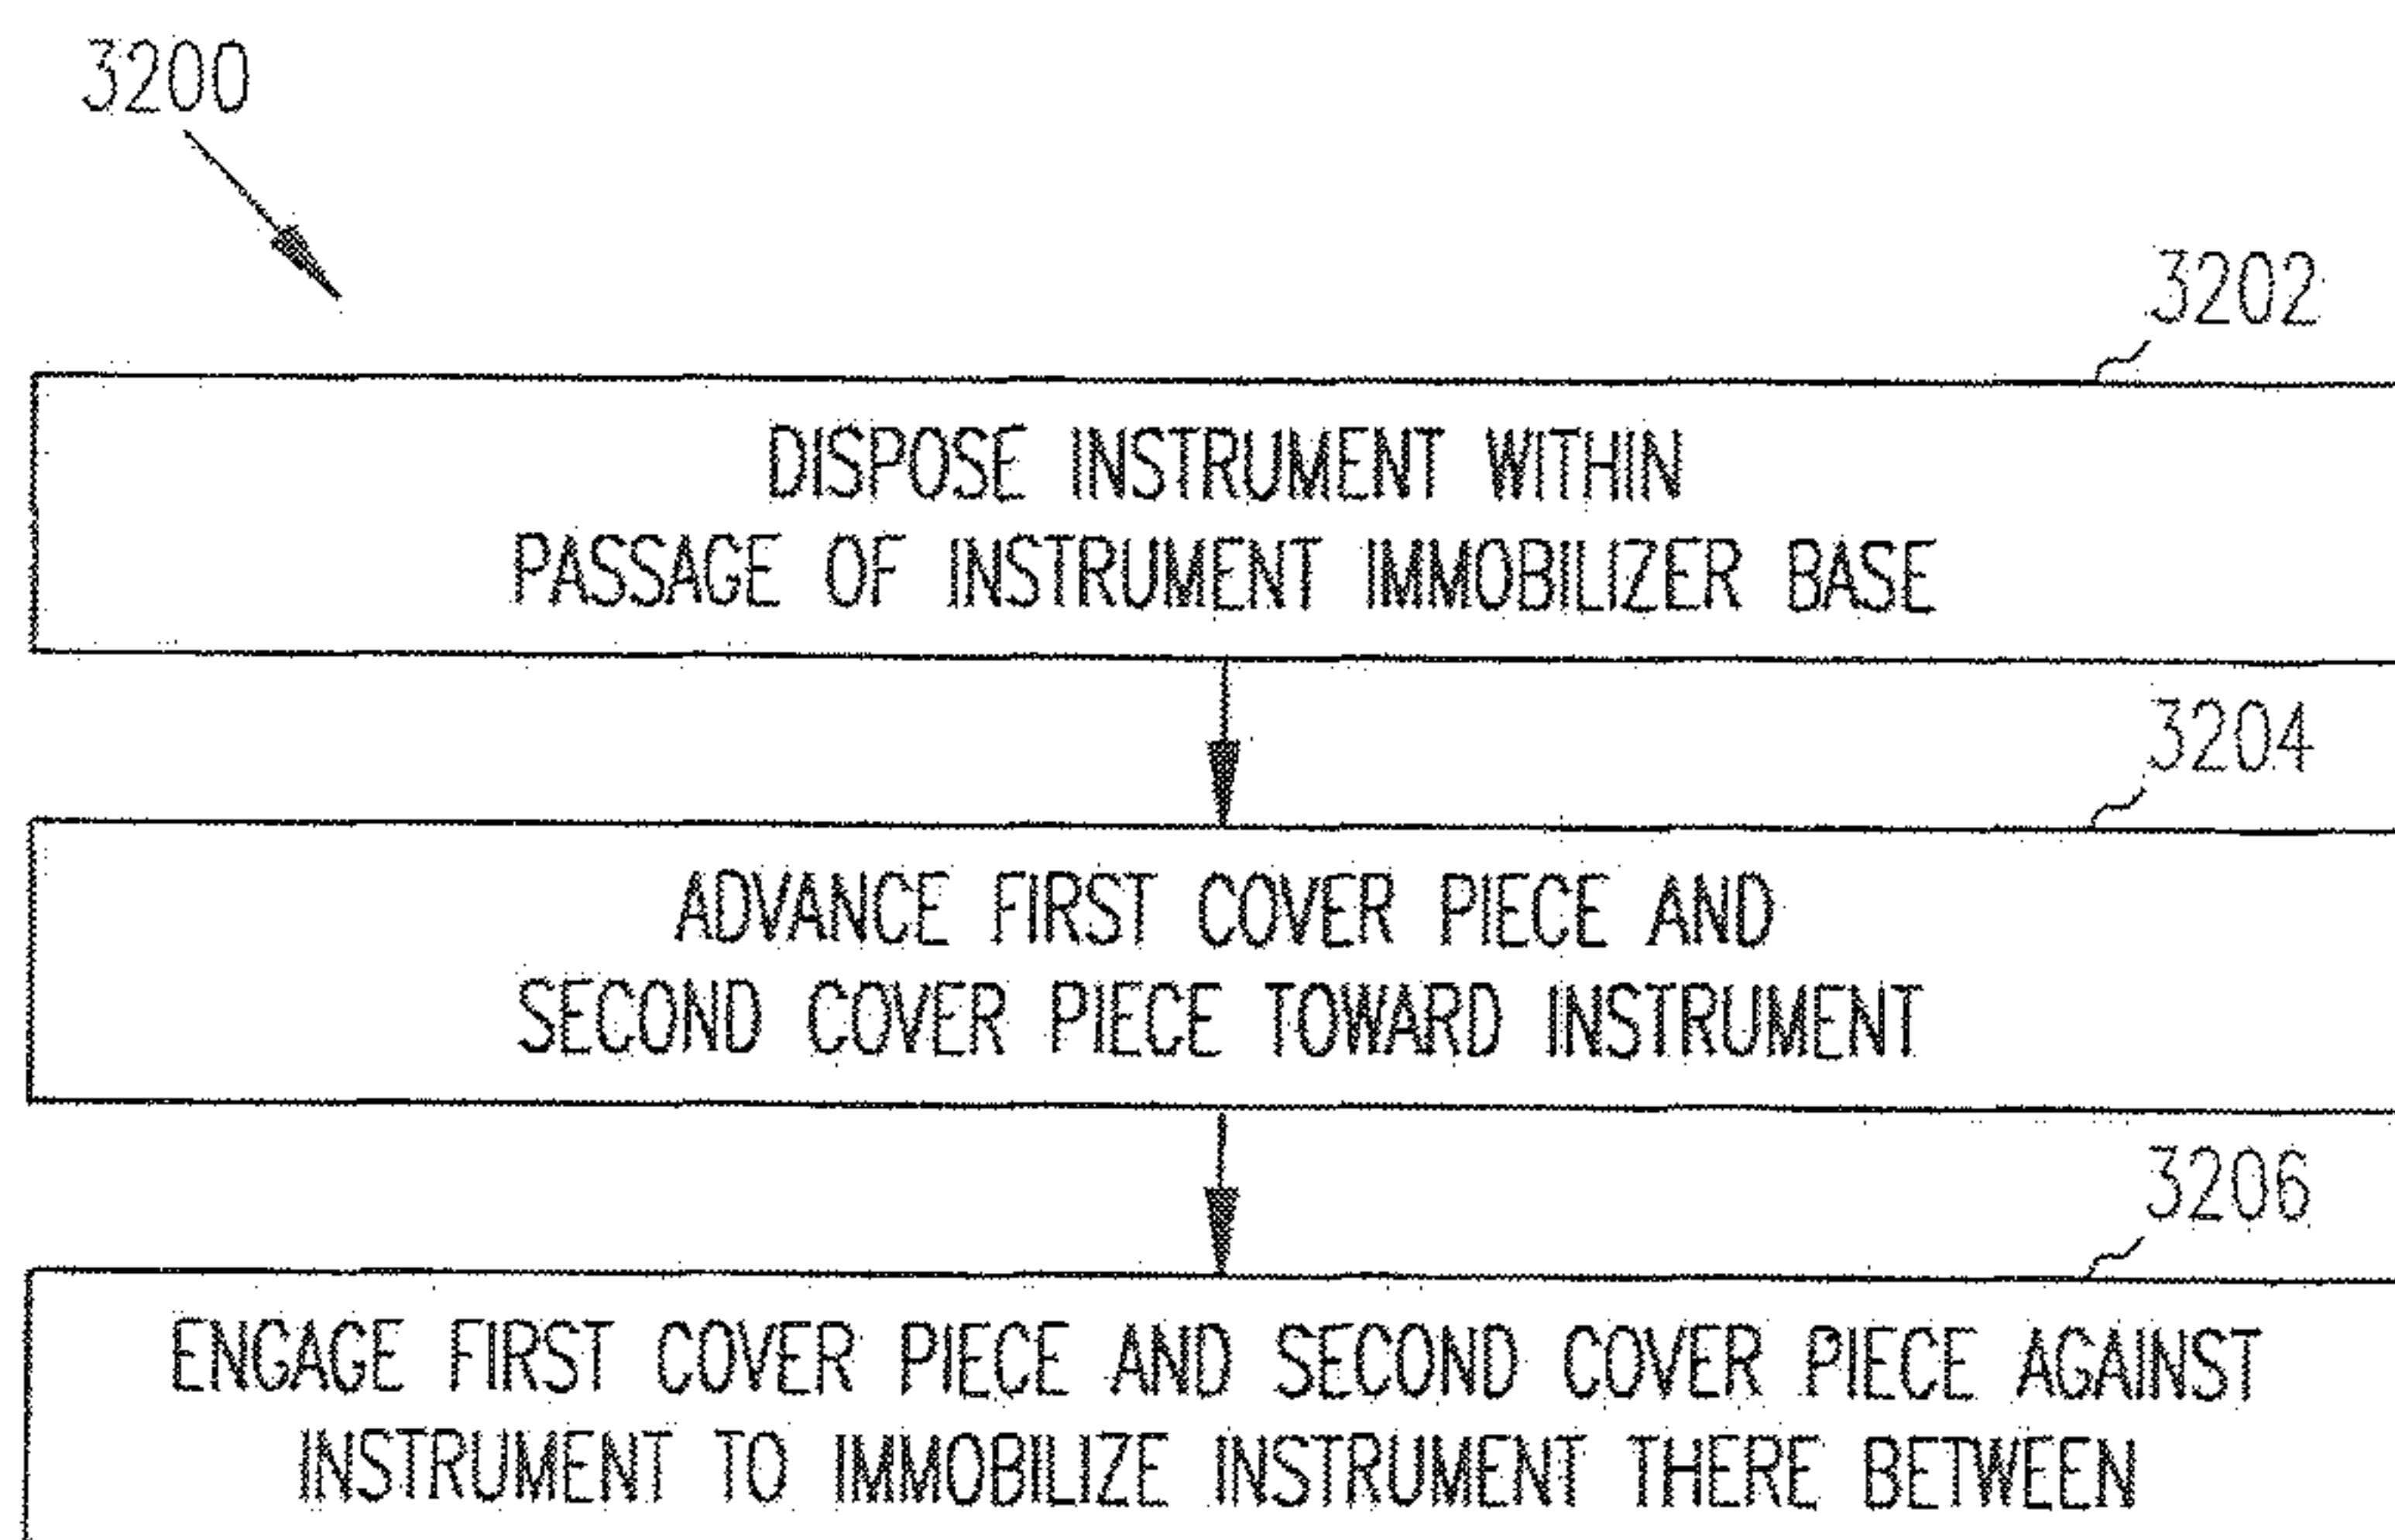 3200
3202
DISPOSE INSTRUMENT WITHIN
PASSAGE OF INSTRUMENT IMMOBILIZER BASE
3204
ADVANCE FIRST COVER PIECE AND
SECOND COVER PIECE TOWARD INSTRUMENT
3206
ENGAGE FIRST COVER PIECE AND SECOND COVER PIECE AGAINST
INSTRUMENT TO IMMOBILIZE INSTRUMENT THERE BETWEEN